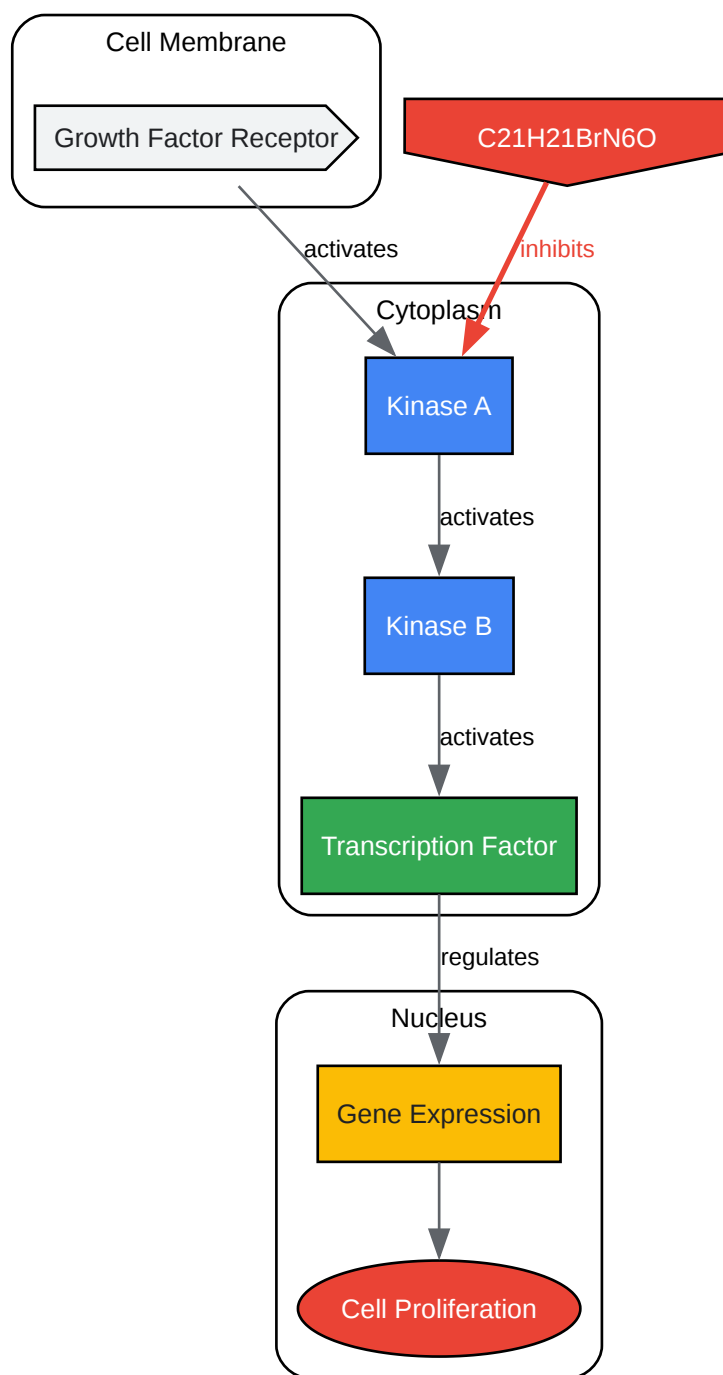 Cell Membrane
Growth Factor Receptor
C21H21BrN6O
activates
inhibits
Cytoplasm
Kinase A
activates
Kinase B
activates
Transcription Factor
regulates
Nucleus
Gene Expression
Cell Proliferation